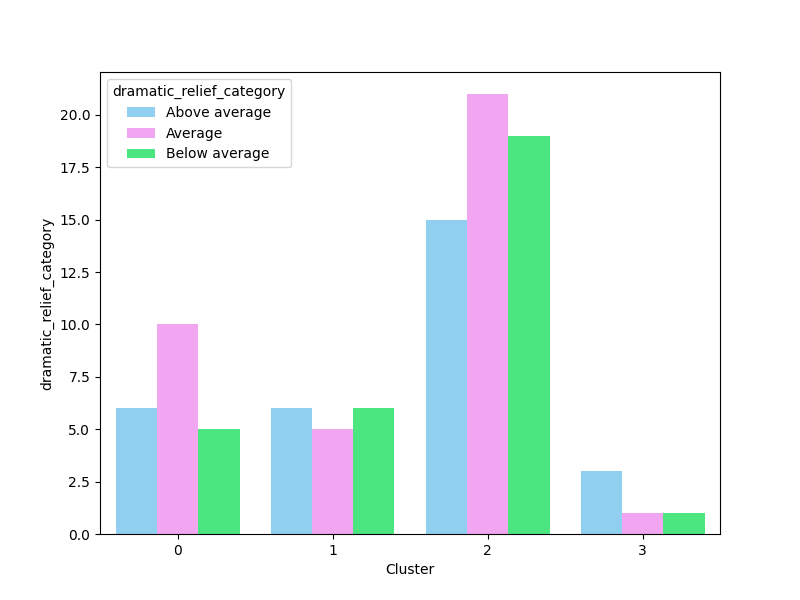 dramatic_relief_category
Above average
Average
Below average
20.0
17.5
15.0
12.5
10.0
7.5
5.0
2.5
0.0
dramatic_relief_category
0 1 2 3
Cluster